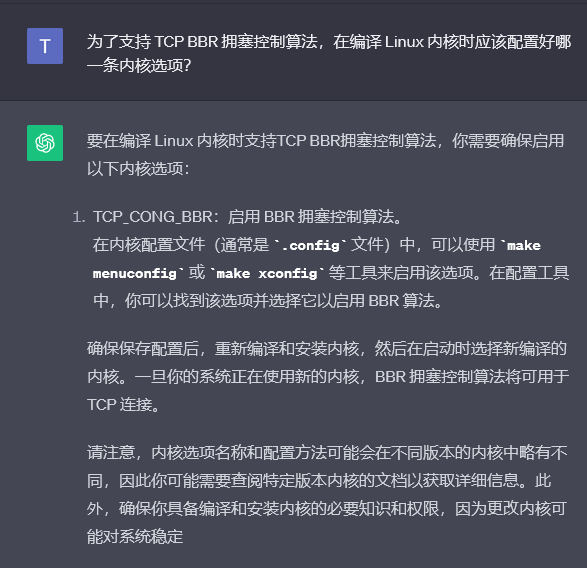 T
为了支持 TCP BBR 拥塞控制算法，在编译 Linux 内核时应该配置好哪
一条内核选项？
要在编译 Linux 内核时支持TCP BBR拥塞控制算法，你需要确保启用
以下内核选项：
1. TCP_CONG_BBR：启用 BBR 拥塞控制算法。
在内核配置文件（通常是 `.config` 文件）中，可以使用 `make
menuconfig` 或 `make xconfig` 等工具来启用该选项。在配置工具
中，你可以找到该选项并选择它以启用 BBR 算法。
确保保存配置后，重新编译和安装内核，然后在启动时选择新编译的
内核。一旦你的系统正在使用新的内核，BBR 拥塞控制算法将可用于
TCP 连接。
请注意，内核选项名称和配置方法可能会在不同版本的内核中略有不
同，因此你可能需要查阅特定版本内核的文档以获取详细信息。此
外，确保你具备编译和安装内核的必要知识和权限，因为更改内核可
能对系统稳定